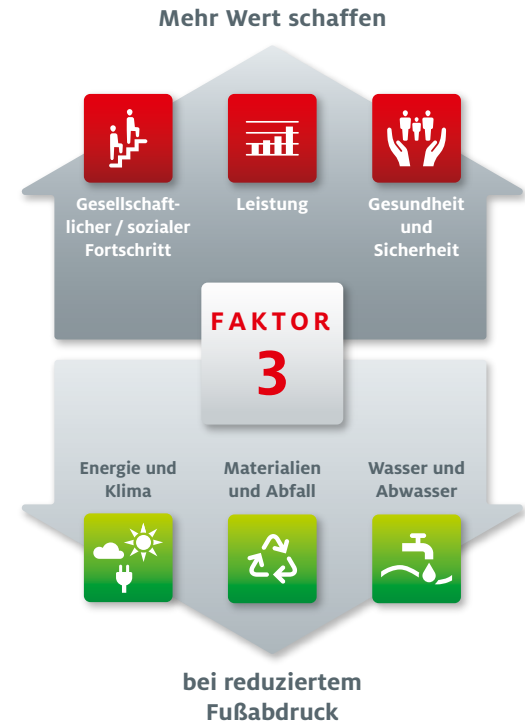 Mehr Wert schaffen
Gesellschaft-
licher / sozialer
Fortschritt
Leistung
Gesundheit
und
Sicherheit
FAKTOR
3
Energie und
Klima
Materialien
und Abfall
Wasser und
Abwasser
bei reduziertem
Fußabdruck